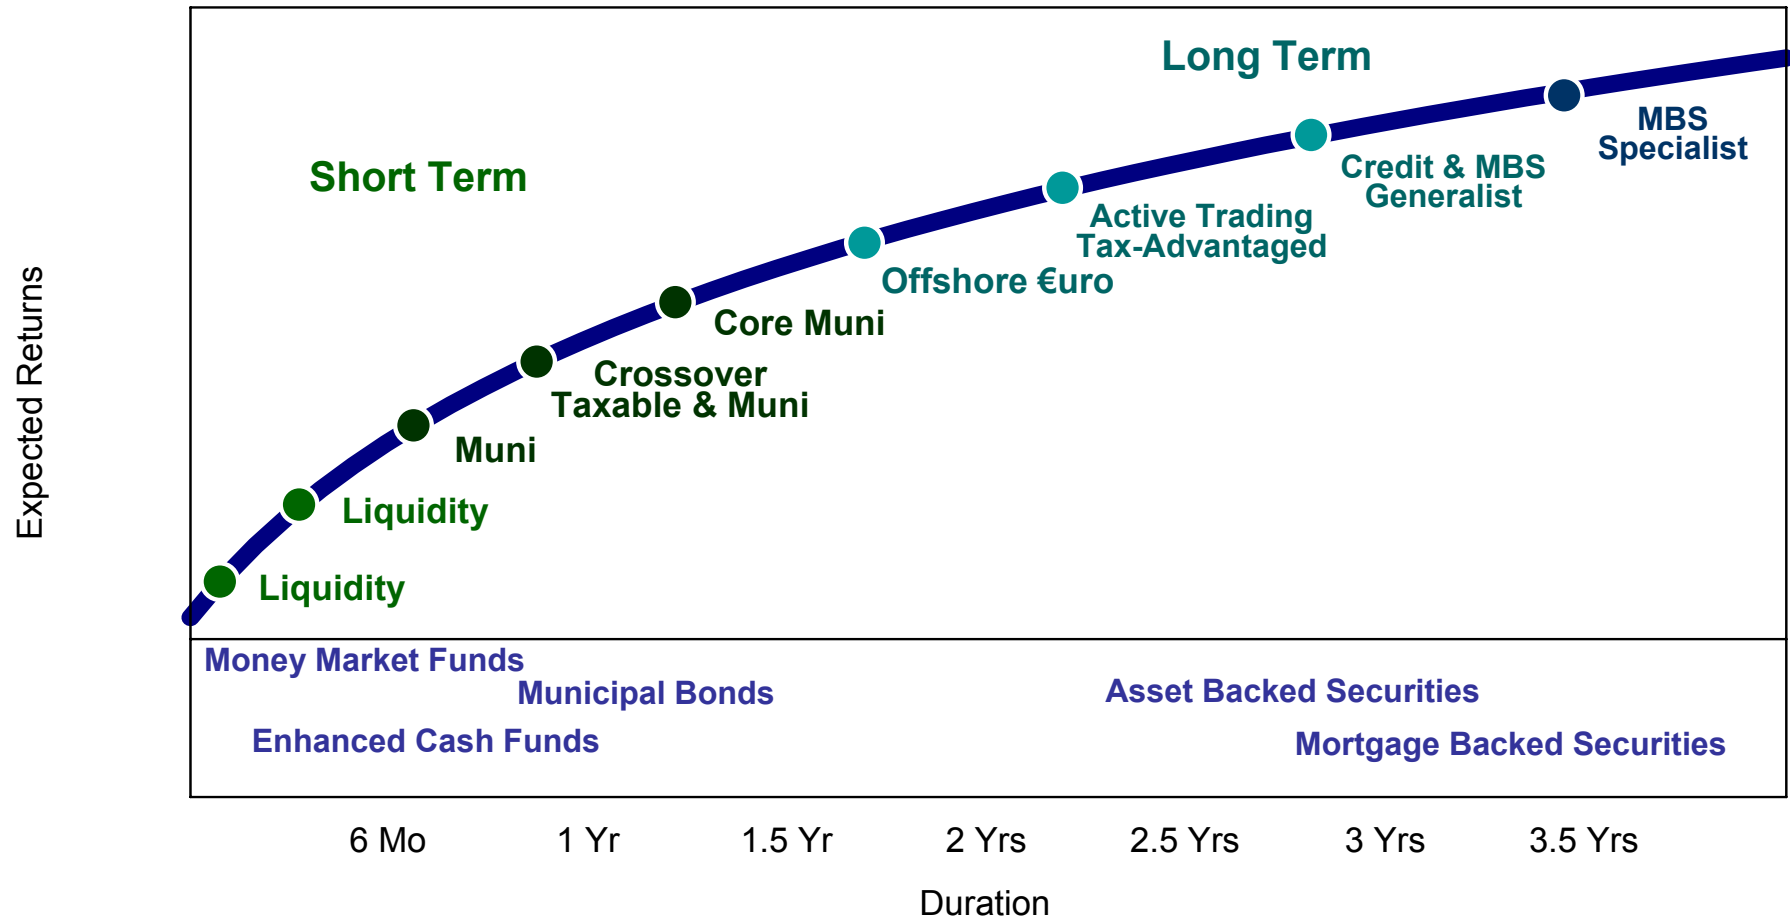 Long Term
MBS
Specialist
Short Term
Credit & MBS
Generalist
Active Trading
Tax-Advantaged
Offshore €uro
Core Muni
Crossover
Taxable & Muni
Muni
Liquidity
Liquidity
Expected Returns
Money Market Funds
Municipal Bonds
Asset Backed Securities
Enhanced Cash Funds
Mortgage Backed Securities
6 Mo
1 Yr
1.5 Yr
2 Yrs
2.5 Yrs
3 Yrs
3.5 Yrs
Duration